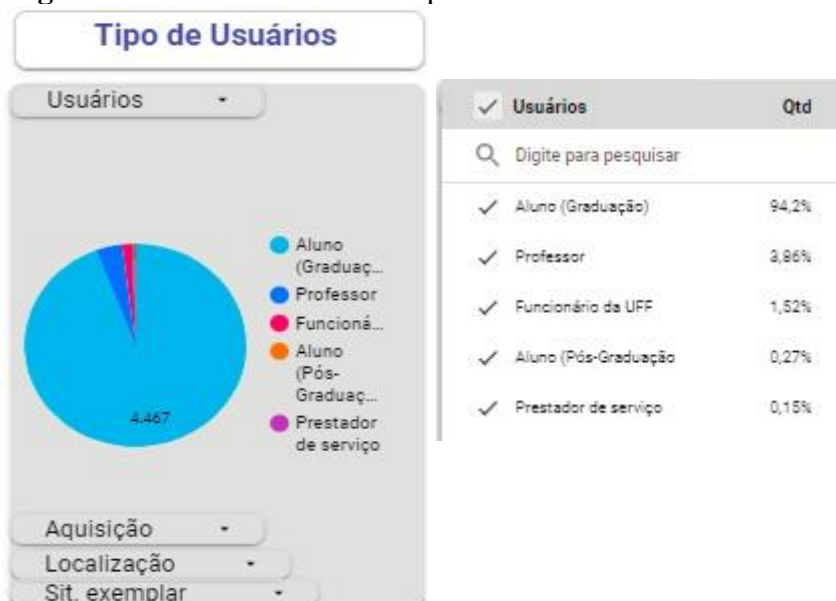 Tipo de Usuários
Usuários
Aluno
(Graduaç...
Professor
Funcioná...
Aluno
(Pós-
Graduaç...
Prestador
de serviço
4.467
Aquisição
Localização
Sit. exemplar
Usuários Qtd
Digite para pesquisar
Aluno (Graduação) 94,2%
Professor 3,86%
Funcionário da UFF 1,52%
Aluno (Pós-Graduação 0,27%
Prestador de serviço 0,15%